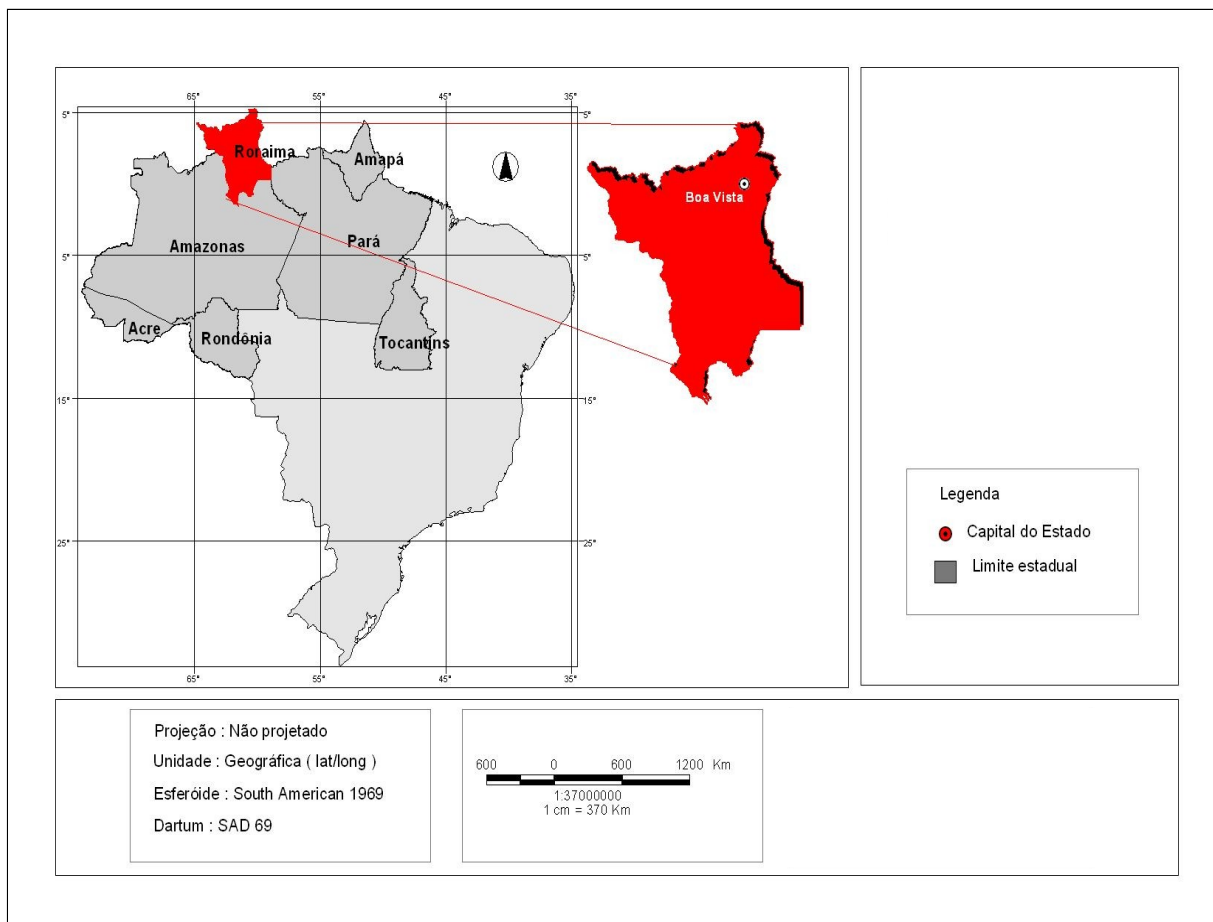 65° 55° 45° 35°
5° 5°
Roraima
Amapá
Boa Vista
Amazonas
Pará
5° 5°
Acre
Rondônia
Tocantins
15° 15°
25° 25°
65° 55° 45° 35°
Legenda
Capital do Estado
Limite estadual
Projeção : Não projetado
Unidade : Geográfica ( lat/long )
Esferóide : South American 1969
Dartum : SAD 69
600 0 600 1200 Km
1:37000000
1 cm = 370 Km